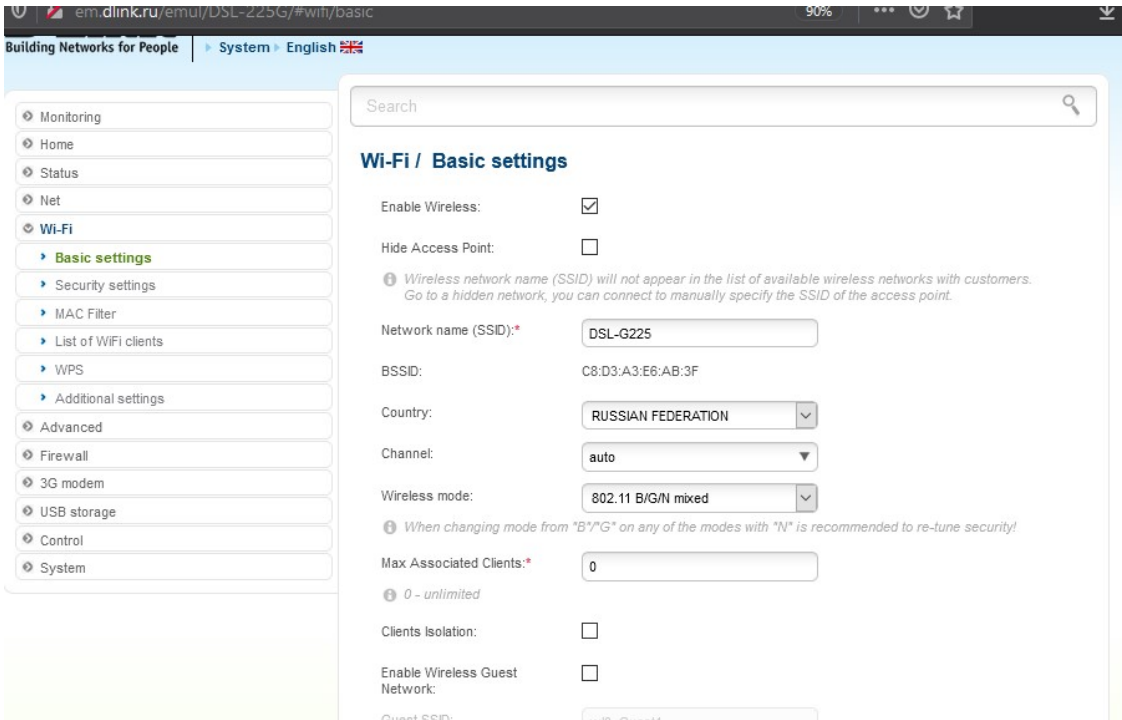 em.dlink.ru/emul/DSL-225G/#wifi/basic
90%
Building Networks for People
System
English
Search
Monitoring
Home
Status
Net
Wi-Fi
Basic settings
Security settings
MAC Filter
List of WiFi clients
WPS
Additional settings
Advanced
Firewall
3G modem
USB storage
Control
System
Wi-Fi / Basic settings
Enable Wireless:
Hide Access Point:
Wireless network name (SSID) will not appear in the list of available wireless networks with customers.
Go to a hidden network, you can connect to manually specify the SSID of the access point.
Network name (SSID):* DSL-G225
BSSID: C8:D3:A3:E6:AB:3F
Country: RUSSIAN FEDERATION
Channel: auto
Wireless mode: 802.11 B/G/N mixed
When changing mode from "B"/"G" on any of the modes with "N" is recommended to re-tune security!
Max Associated Clients:* 0
0 - unlimited
Clients Isolation:
Enable Wireless Guest
Network:
Guest SSID: